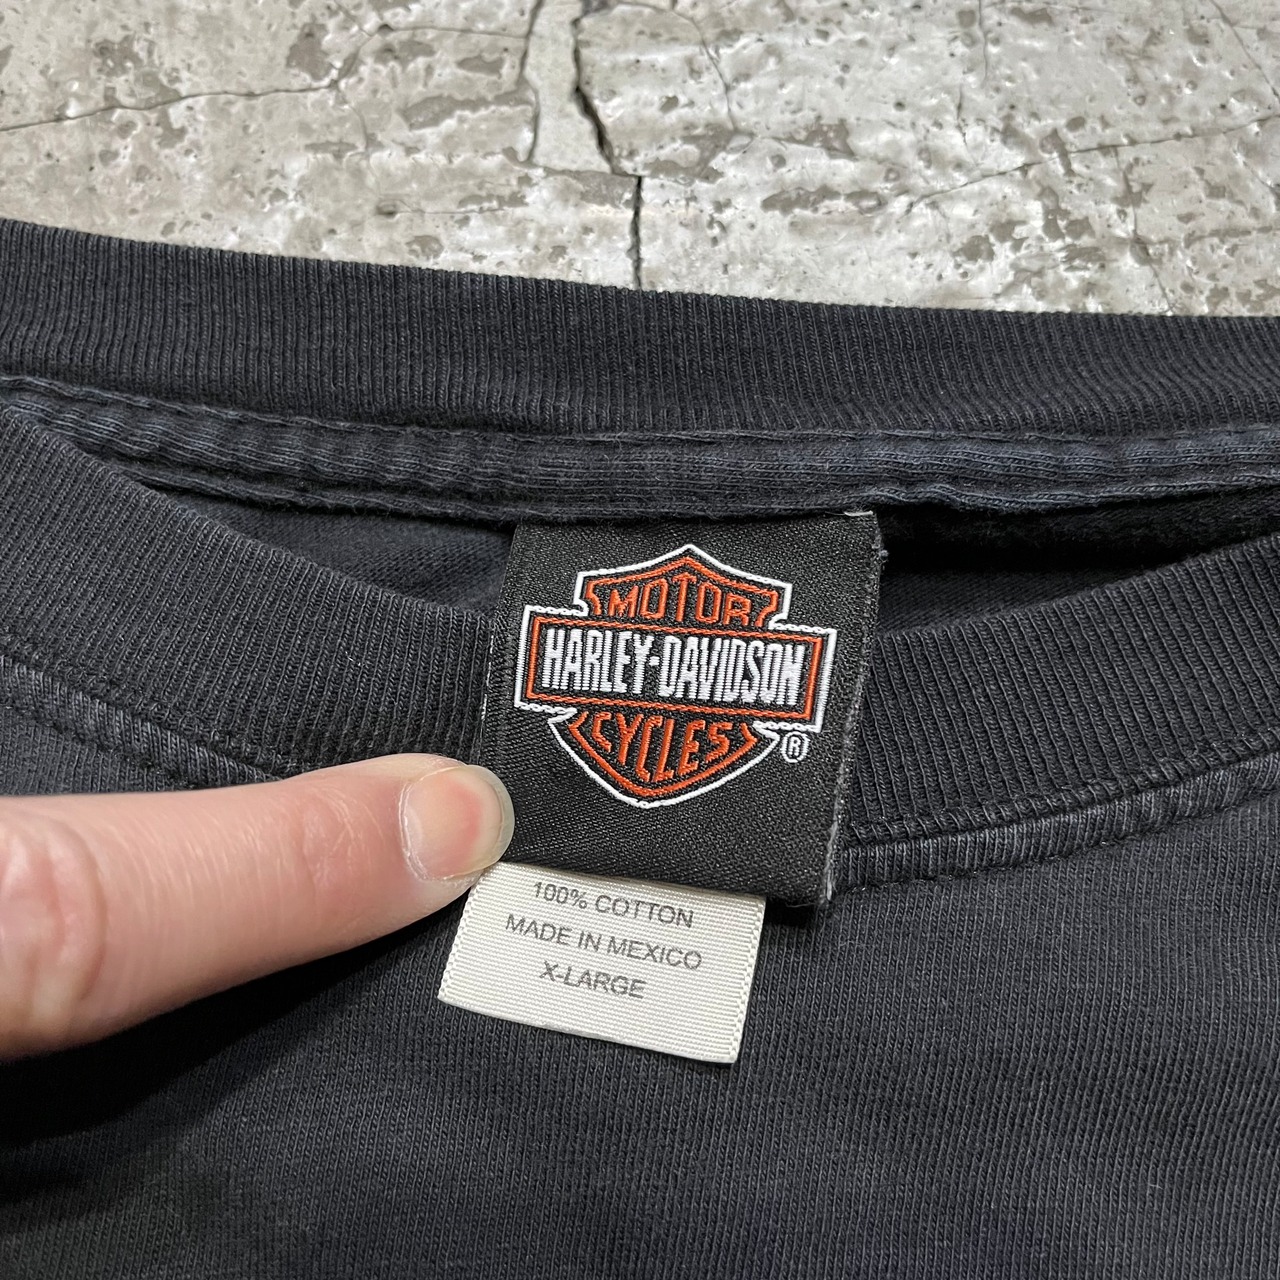 MOTOR
HARLEY-DAVIDSON
CYCLES
®
100% COTTON
MADE IN MEXICO
X-LARGE